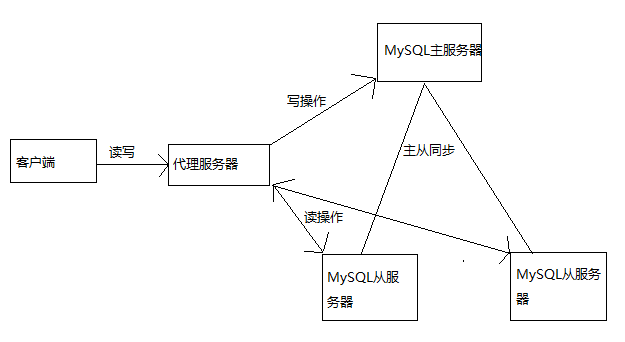 MySQL主服务器
写操作
读写
主从同步
客户端
代理服务器
读操作
MySQL从服务
器
MySQL从服务
器